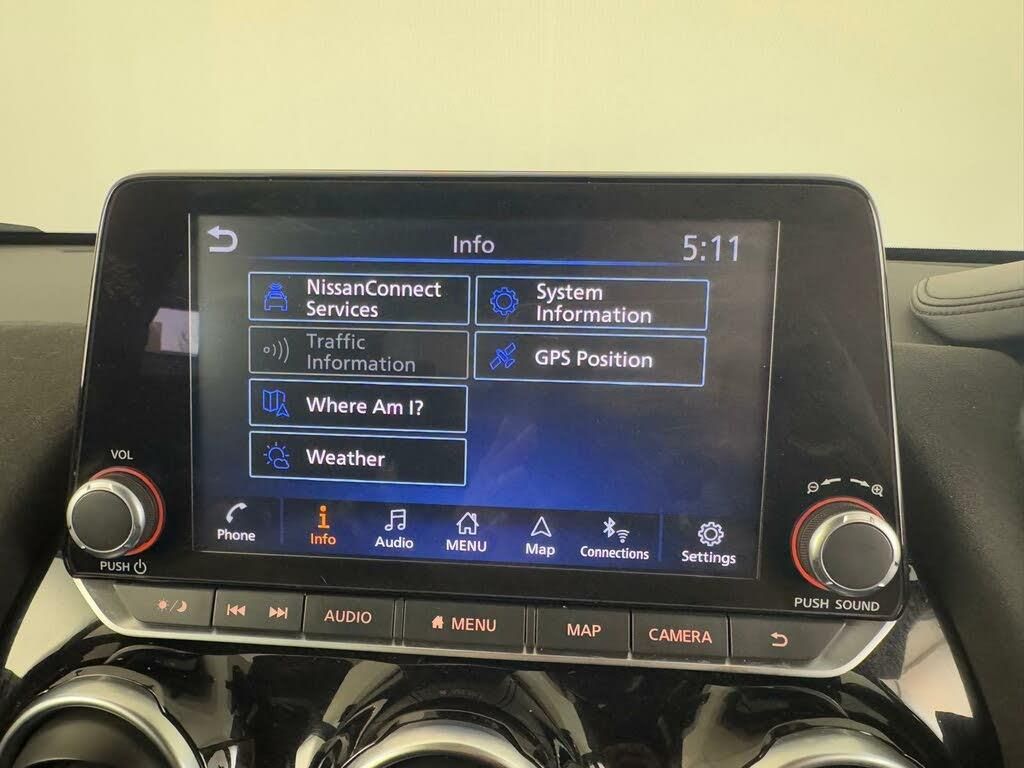 Info
5:11
NissanConnect
Services
System
Information
Traffic
Information
GPS Position
Where Am I?
Weather
VOL
PUSH
Phone
Info
Audio
MENU
Map
Connections
Settings
PUSH SOUND
AUDIO
MENU
MAP
CAMERA